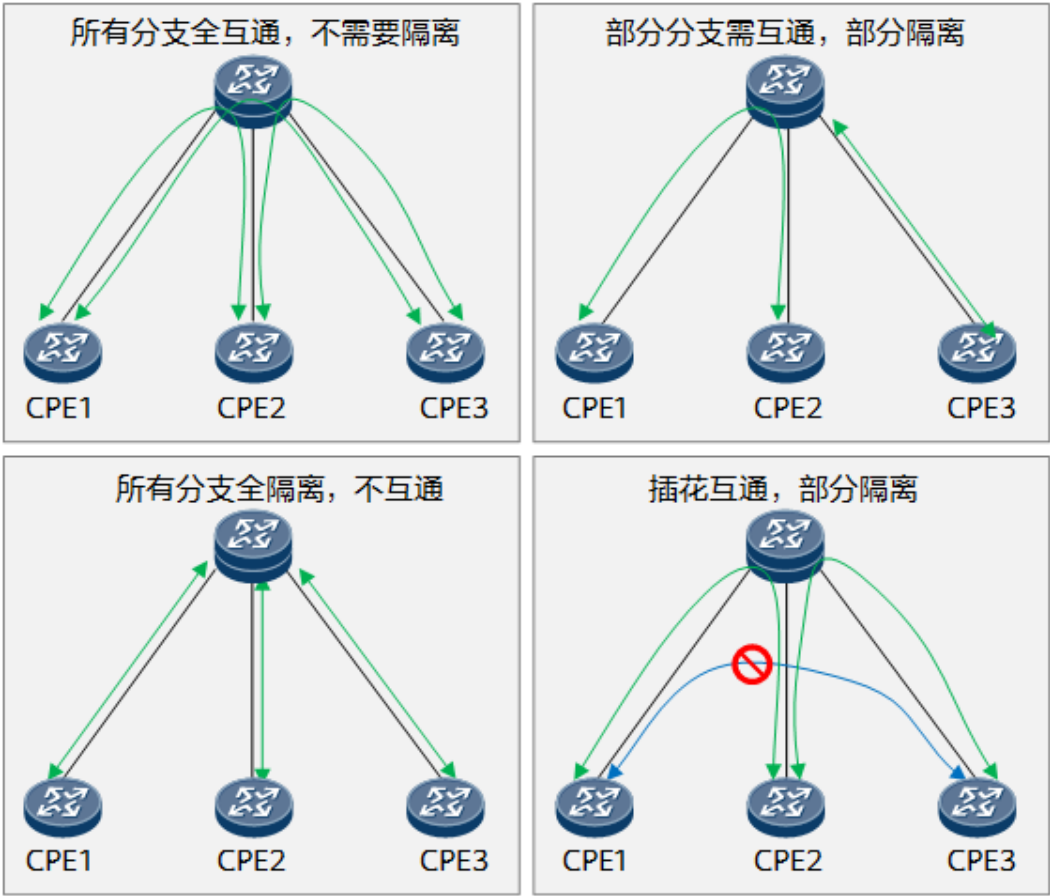 所有分支全互通，不需要隔离
CPE1
CPE2
CPE3
部分分支需互通，部分隔离
CPE1
CPE2
CPE3
所有分支全隔离，不互通
CPE1
CPE2
CPE3
插花互通，部分隔离
CPE1
CPE2
CPE3